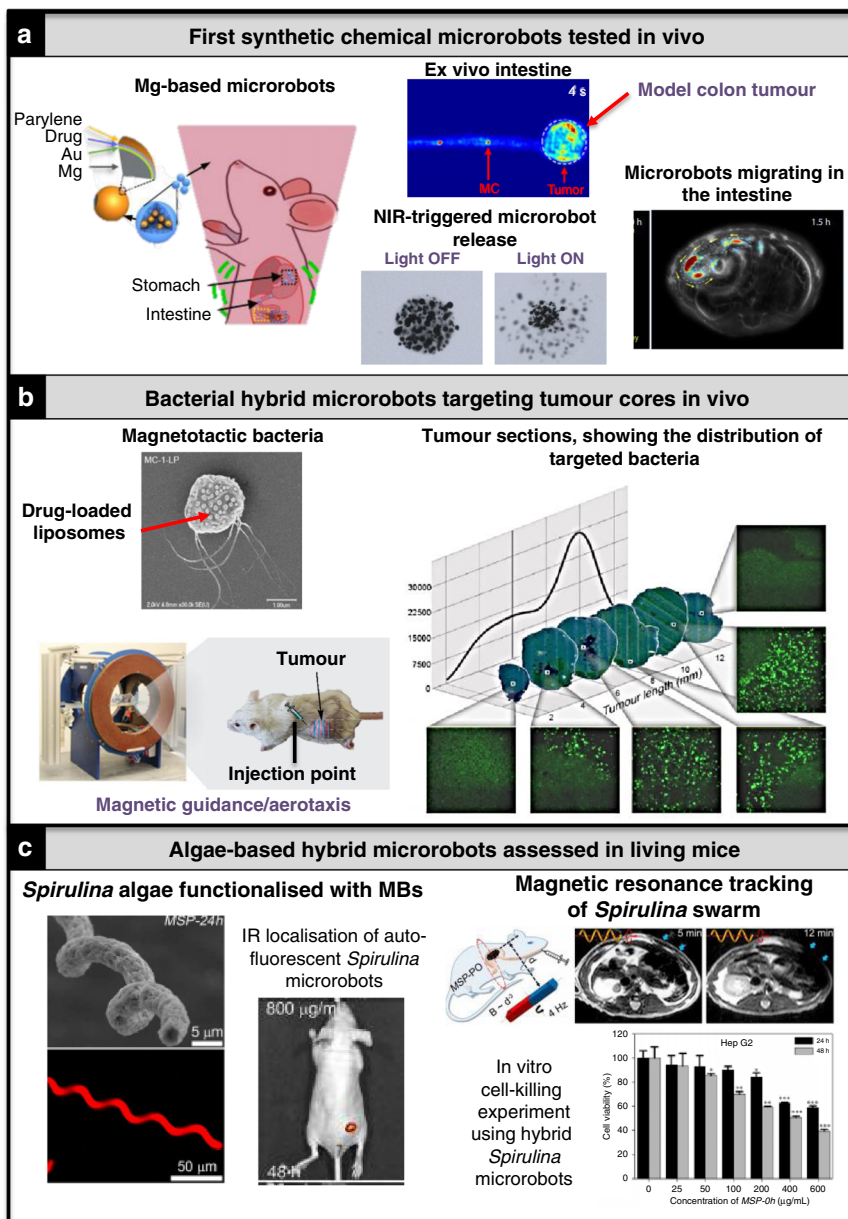 a
First synthetic chemical microrobots tested in vivo
Mg-based microrobots
Parylene
Drug
Au
Mg
Stomach
Intestine
Ex vivo intestine
4 s
MC
Tumor
Model colon tumour
NIR-triggered microrobot
release
Light OFF
Light ON
Microrobots migrating in
the intestine
h
1.5 h
b
Bacterial hybrid microrobots targeting tumour cores in vivo
Magnetotactic bacteria
MC-1-LP
Drug-loaded
liposomes
1.00um
Tumour
Injection point
Magnetic guidance/aerotaxis
Tumour sections, showing the distribution of
targeted bacteria
30000
22500
15000
7500
0
2
4
6
8
10
12
Tumour length (mm)
c
Algae-based hybrid microrobots assessed in living mice
Spirulina algae functionalised with MBs
MSP-24h
5 µm
50 µm
IR localisation of auto-
fluorescent Spirulina
microrobots
800 µg/m
48-h
Magnetic resonance tracking
of Spirulina swarm
MSP-PO
d
B ~ d-3
4 Hz
5 min
12 min
In vitro
cell-killing
experiment
using hybrid
Spirulina
microrobots
Hep G2
24 h
48 h
Cell viability (%)
120
100
80
60
40
20
0
* ** * ** *** *** *** ***
0 25 50 100 200 400 600
Concentration of MSP-0h (µg/mL)